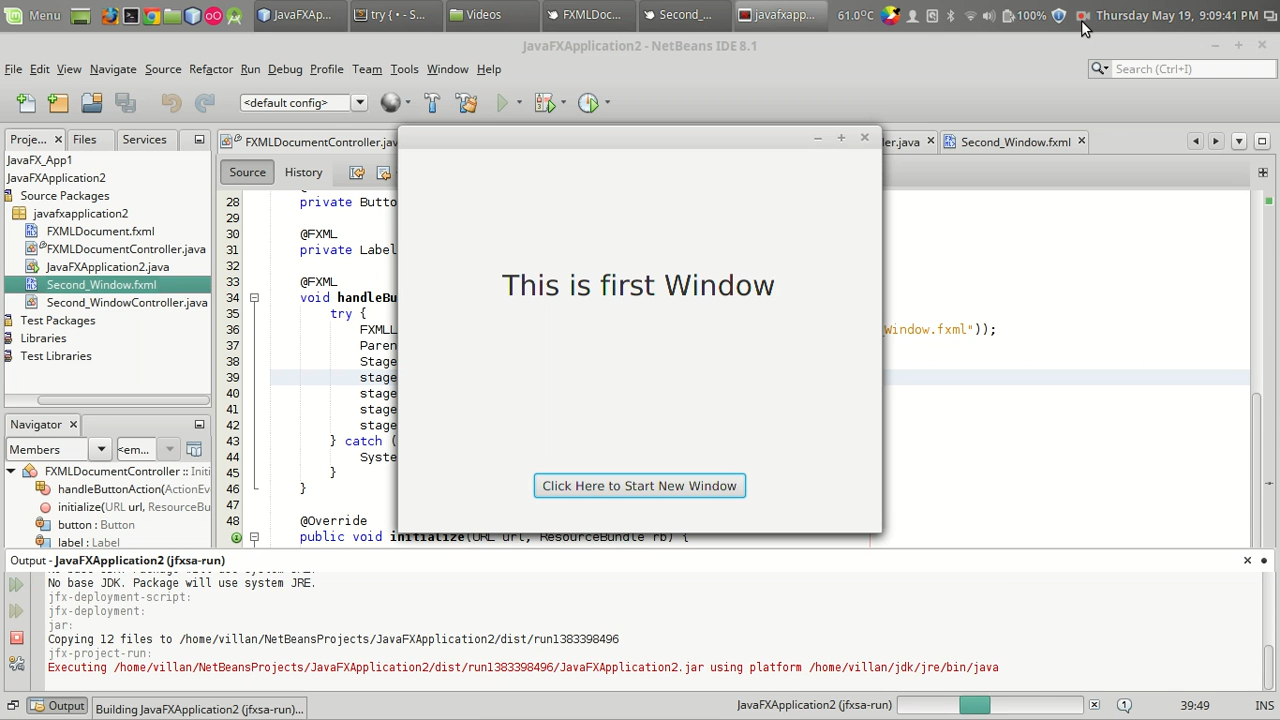 Menu
JavaFXAp...
try { • - S...
Videos
FXMLDoc...
Second_...
javafxapp...
61.0°C
100%
Thursday May 19, 9:09:41 PM
JavaFXApplication2 - NetBeans IDE 8.1
File Edit View Navigate Source Refactor Run Debug Profile Team Tools Window Help
Search (Ctrl+I)
<default config>
Proje... Files Services
FXMLDocumentController.jav
ler.java
Second_Window.fxml
JavaFX_App1
JavaFXApplication2
Source Packages
javafxapplication2
FXMLDocument.fxml
FXMLDocumentController.java
JavaFXApplication2.java
Second_Window.fxml
Second_WindowController.java
Test Packages
Libraries
Test Libraries
Source History
28 private Butto
29
30 @FXML
31 private Label
32
33 @FXML
34 void handleBu
35 try {
36 FXMLL Window.fxml"));
37 Paren
38 Stage
39 stage
40 stage
41 stage
42 stage
43 } catch (
44 Syste
45 }
46 }
47
48 @Override
public void initialize(URL url, ResourceBundle rb) {
This is first Window
Click Here to Start New Window
Navigator
Members <em...
FXMLDocumentController :: Initi
handleButtonAction(ActionEv
initialize(URL url, ResourceBu
button : Button
label : Label
Output - JavaFXApplication2 (jfxsa-run)
No base JDK. Package will use system JRE.
jfx-deployment-script:
jfx-deployment:
jar:
Copying 12 files to /home/villan/NetBeansProjects/JavaFXApplication2/dist/run1383398496
jfx-project-run:
Executing /home/villan/NetBeansProjects/JavaFXApplication2/dist/run1383398496/JavaFXApplication2.jar using platform /home/villan/jdk/jre/bin/java
Output
Building JavaFXApplication2 (jfxsa-run)...
JavaFXApplication2 (jfxsa-run)
1
39:49
INS